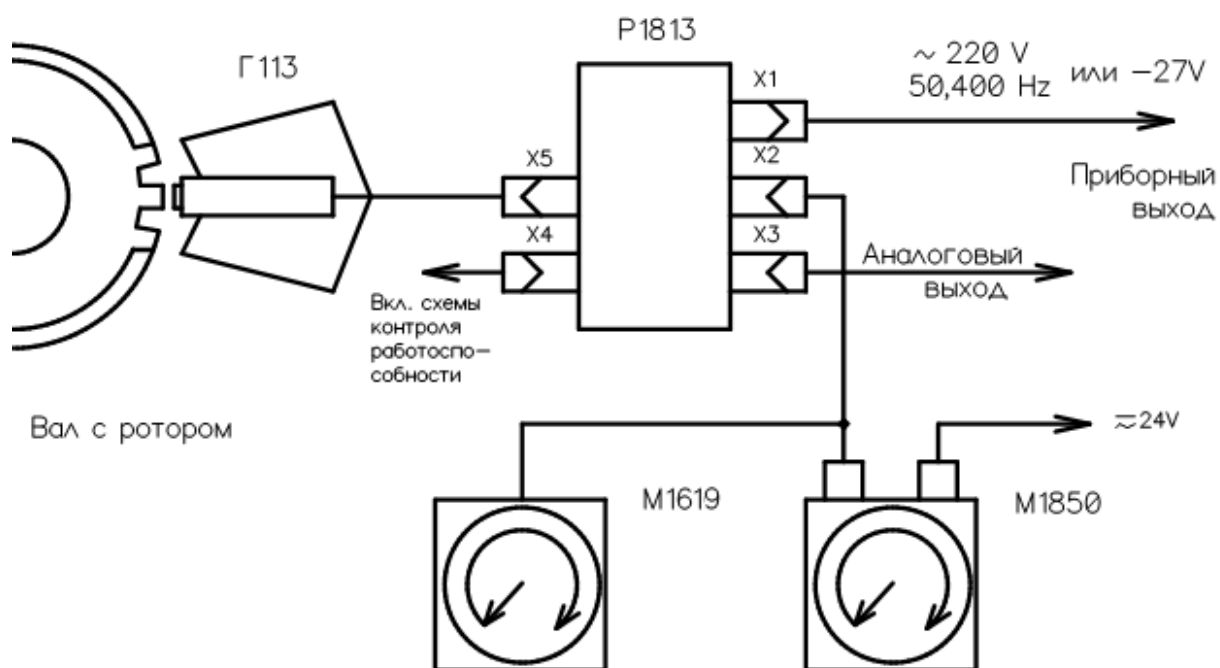 Р1813
Г113
~ 220 V
50,400 Hz
или –27V
X1
X5
X2
X4
X3
Приборный
выход
Аналоговый
выход
Вкл. схемы
контроля
работоспо–
собности
Вал с ротором
≂24V
М1619
М1850